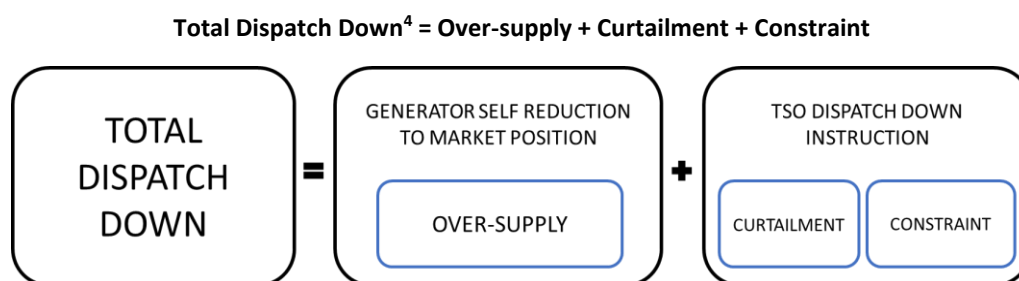 Total Dispatch Down⁴ = Over-supply + Curtailment + Constraint
TOTAL
DISPATCH
DOWN
=
GENERATOR SELF REDUCTION
TO MARKET POSITION
OVER-SUPPLY
+
TSO DISPATCH DOWN
INSTRUCTION
CURTAILMENT
CONSTRAINT